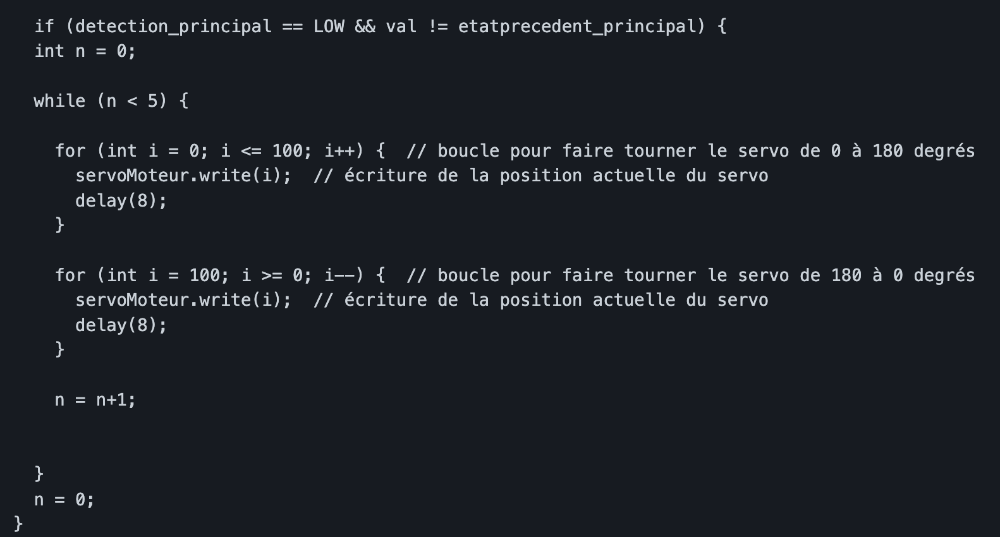 if (detection_principal == LOW && val != etatprecedent_principal) {
int n = 0;
while (n < 5) {
for (int i = 0; i <= 100; i++) {  // boucle pour faire tourner le servo de 0 à 180 degrés
servoMoteur.write(i);  // écriture de la position actuelle du servo
delay(8);
}
for (int i = 100; i >= 0; i--) {  // boucle pour faire tourner le servo de 180 à 0 degrés
servoMoteur.write(i);  // écriture de la position actuelle du servo
delay(8);
}
n = n+1;
}
n = 0;
}